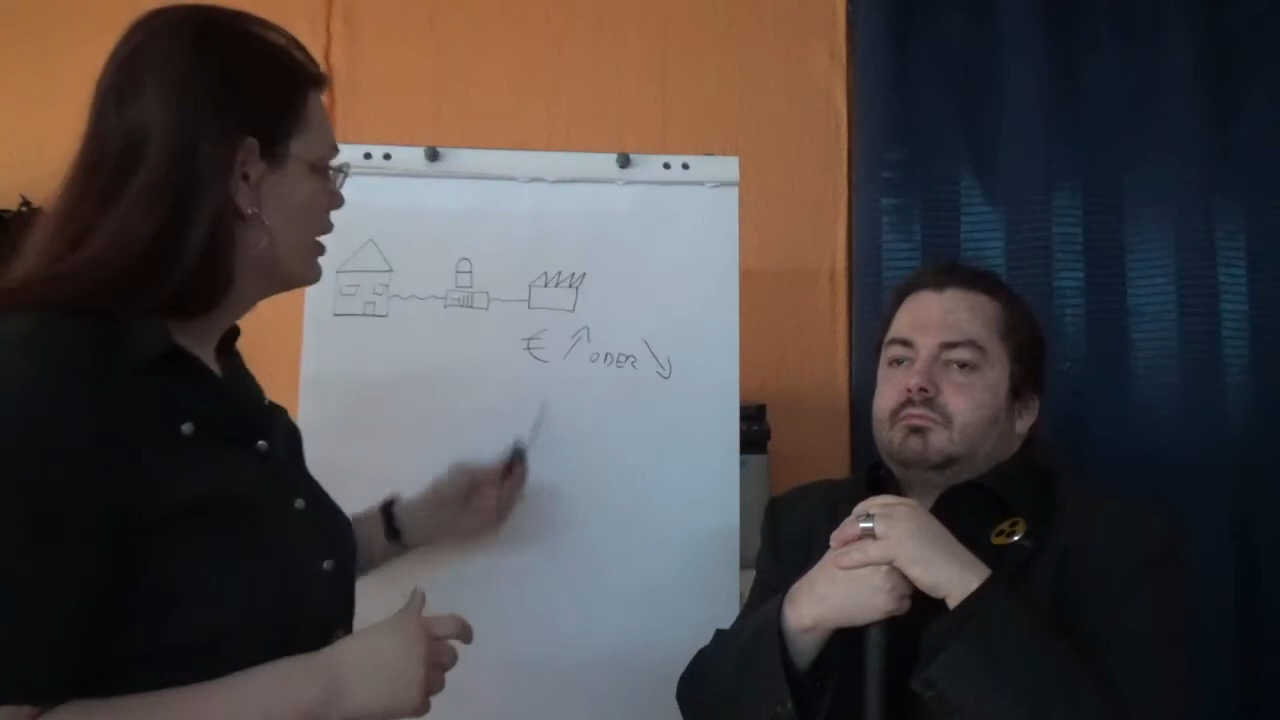 € ↑ ODER ↘